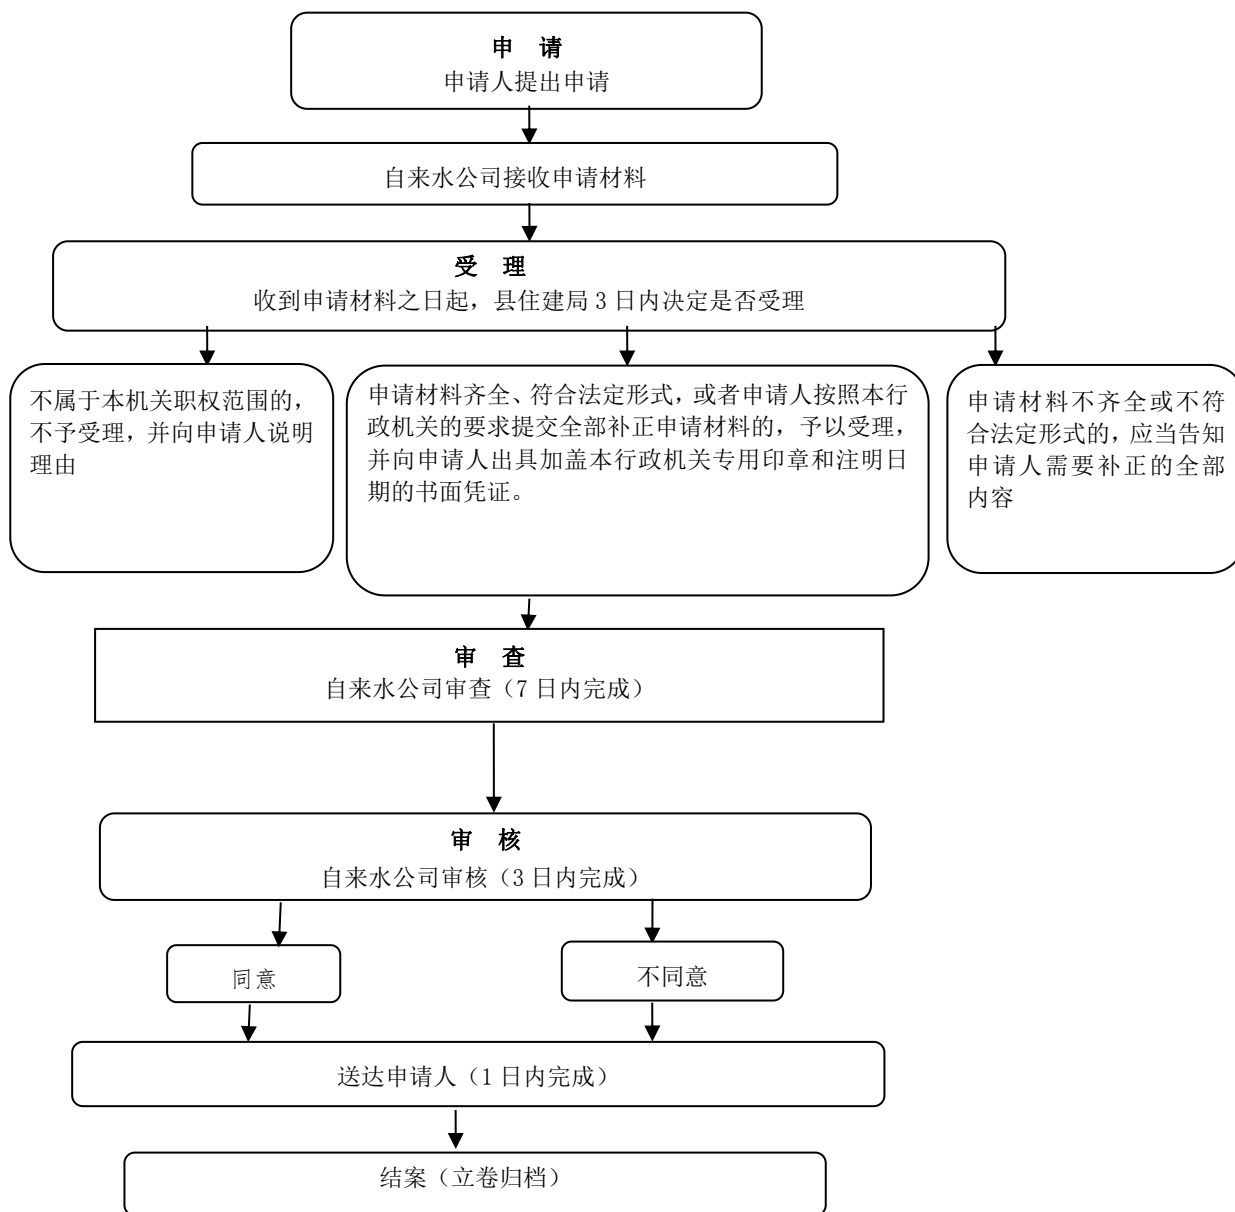 申 请
申请人提出申请
自来水公司接收申请材料
受 理
收到申请材料之日起，县住建局 3 日内决定是否受理
不属于本机关职权范围的，
不予受理，并向申请人说明
理由
申请材料齐全、符合法定形式，或者申请人按照本行
政机关的要求提交全部补正申请材料的，予以受理，
并向申请人出具加盖本行政机关专用印章和注明日
期的书面凭证。
申请材料不齐全或不符
合法定形式的，应当告知
申请人需要补正的全部
内容
审 查
自来水公司审查（7 日内完成）
审 核
自来水公司审核（3 日内完成）
同意
不同意
送达申请人（1 日内完成）
结案（立卷归档）